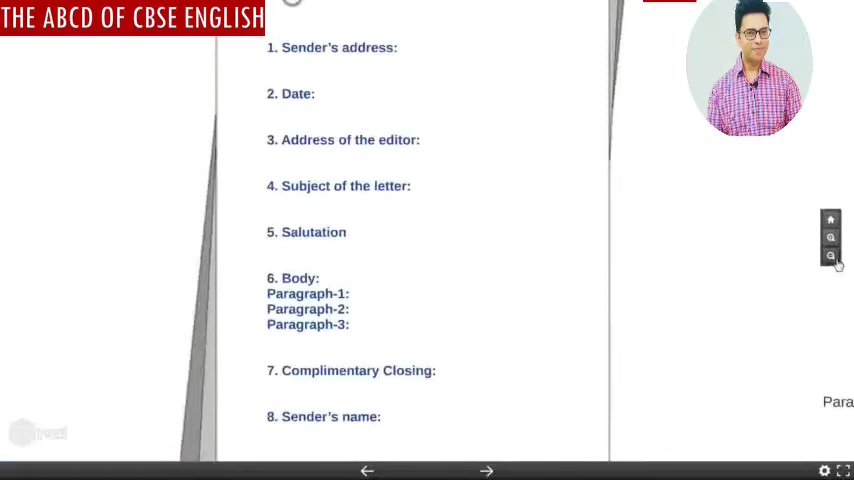 THE ABCD OF CBSE ENGLISH
1. Sender's address:
2. Date:
3. Address of the editor:
4. Subject of the letter:
5. Salutation
6. Body:
Paragraph-1:
Paragraph-2:
Paragraph-3:
7. Complimentary Closing:
8. Sender's name:
Para